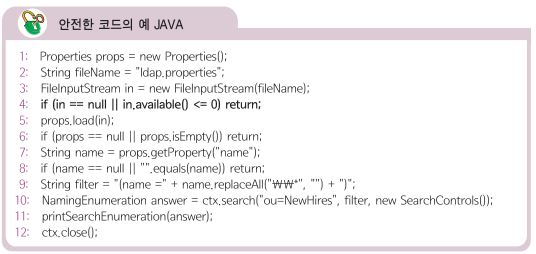 안전한 코드의 예 JAVA
1: Properties props = new Properties();
2: String fileName = "ldap.properties";
3: FileInputStream in = new FileInputStream(fileName);
4: if (in == null || in.available() <= 0) return;
5: props.load(in);
6: if (props == null || props.isEmpty()) return;
7: String name = props.getProperty("name");
8: if (name == null || "".equals(name)) return;
9: String filter = "(name =" + name.replaceAll("₩₩*", "") + ")";
10: NamingEnumeration answer = ctx.search("ou=NewHires", filter, new SearchControls());
11: printSearchEnumeration(answer);
12: ctx.close();